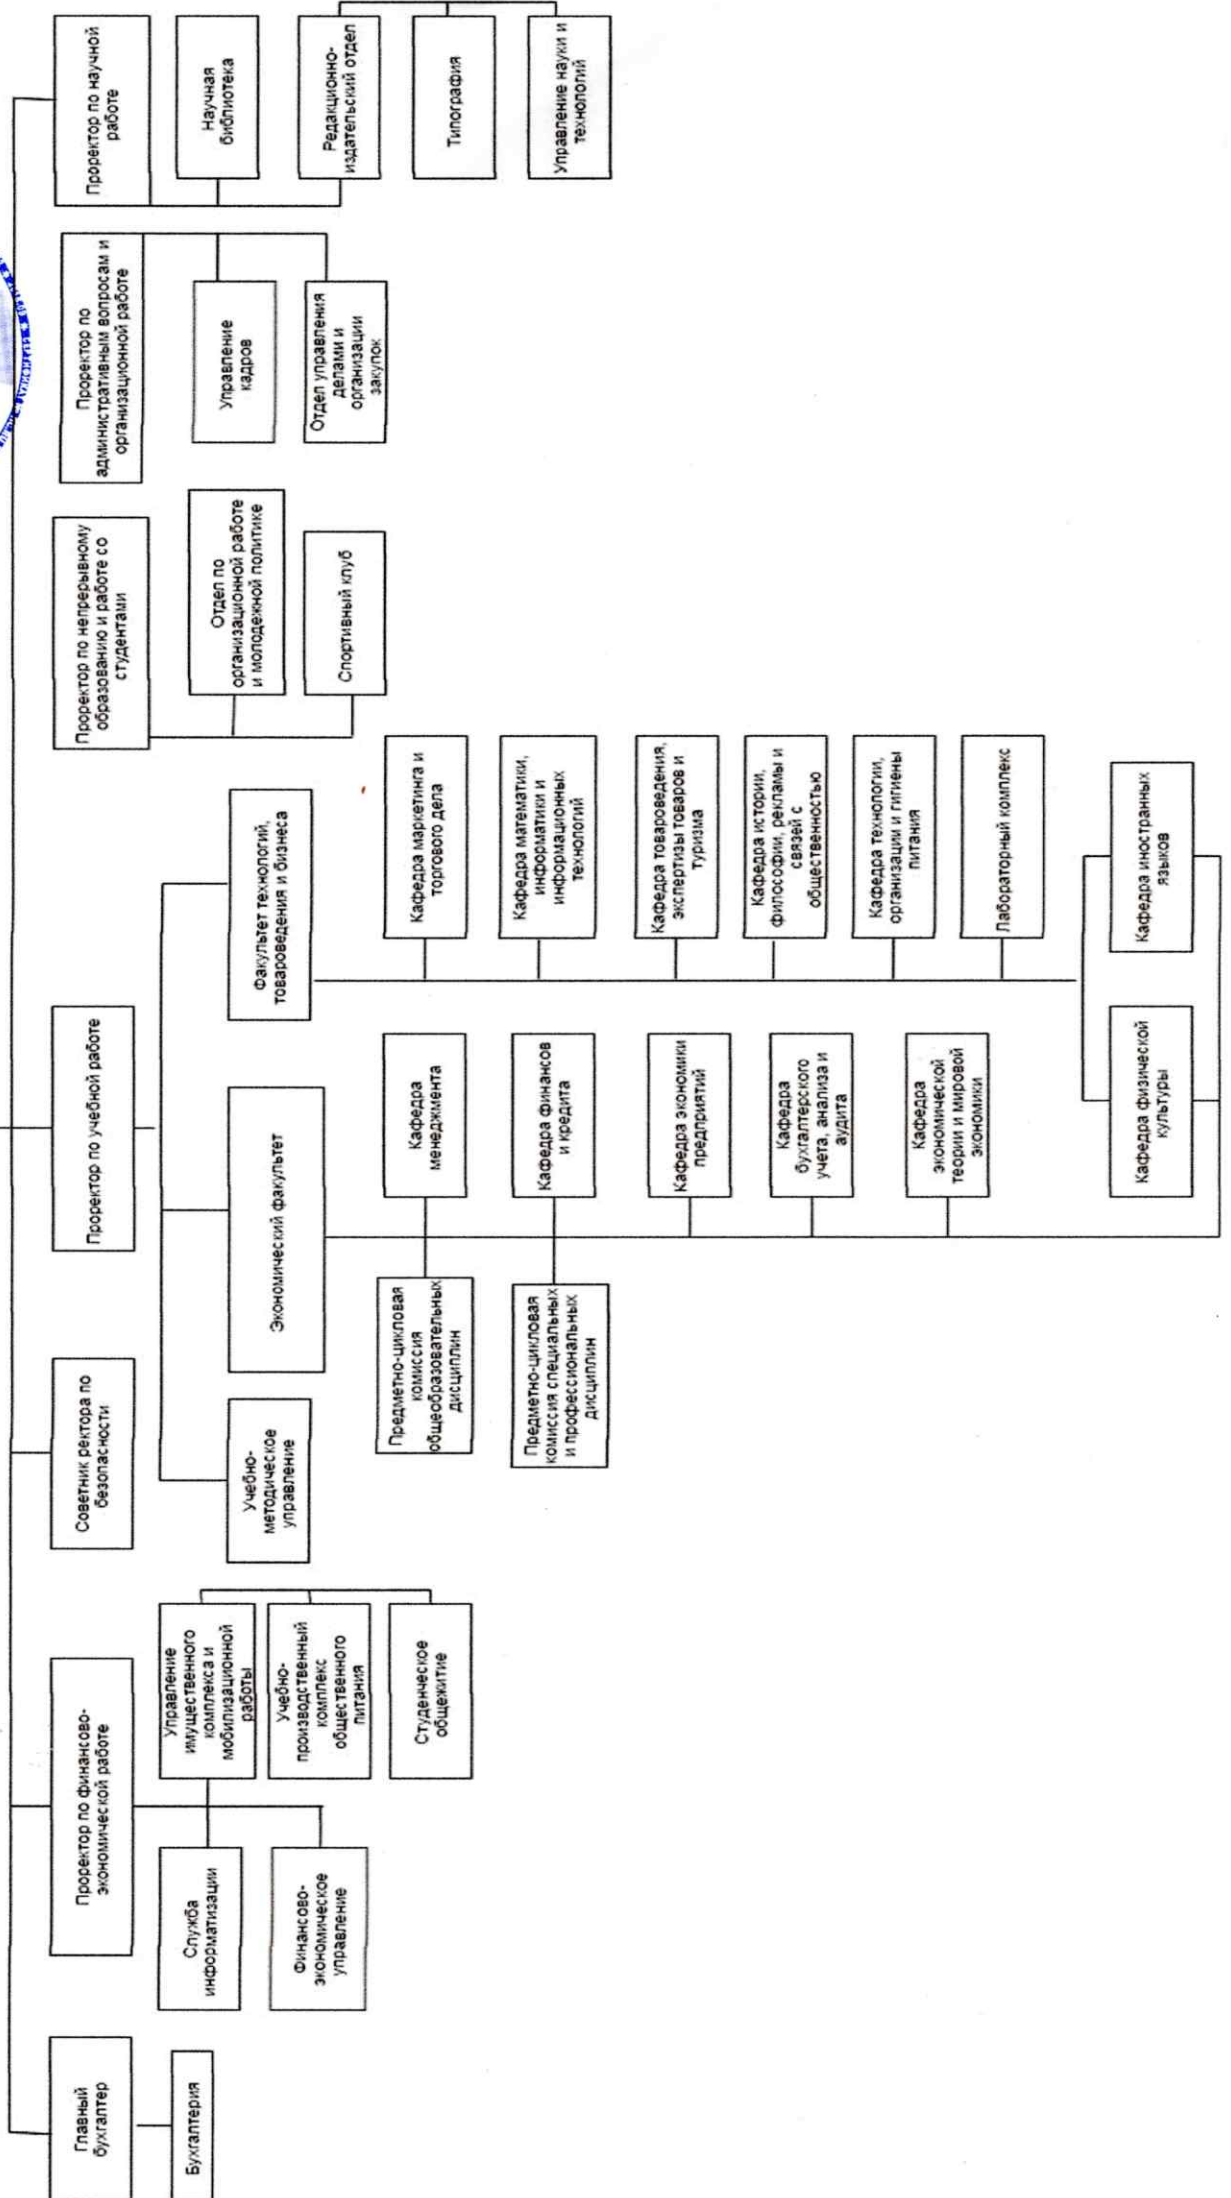 Главный
бухгалтер
Бухгалтерия
Проректор по финансово-
экономической работе
Служба
информатизации
Финансово-
экономическое
управление
Управление
имущественного
комплекса и
мобилизационной
работы
Учебно-
производственный
комплекс
общественного
питания
Студенческое
общежитие
Советник ректора по
безопасности
Проректор по учебной работе
Учебно-
методическое
управление
Экономический факультет
Предметно-цикловая
комиссия
общеобразовательных
дисциплин
Предметно-цикловая
комиссия специальных
и профессиональных
дисциплин
Кафедра
менеджмента
Кафедра финансов
и кредита
Кафедра экономики
предприятий
Кафедра
бухгалтерского
учета, анализа и
аудита
Кафедра
экономической
теории и мировой
экономики
Факультет технологий,
товароведения и бизнеса
Кафедра маркетинга и
торгового дела
Кафедра математики,
информатики и
информационных
технологий
Кафедра товароведения,
экспертизы товаров и
туризма
Кафедра истории,
философии, рекламы и
связей с
общественностью
Кафедра технологии,
организации и гигиены
питания
Лабораторный комплекс
Кафедра физической
культуры
Кафедра иностранных
языков
Проректор по непрерывному
образованию и работе со
студентами
Отдел по
организационной работе
и молодежной политике
Спортивный клуб
Проректор по
административным вопросам и
организационной работе
Управление
кадров
Отдел управления
делами и
организации
закупок
Проректор по научной
работе
Научная
библиотека
Редакционно-
издательский отдел
Типография
Управление науки и
технологий